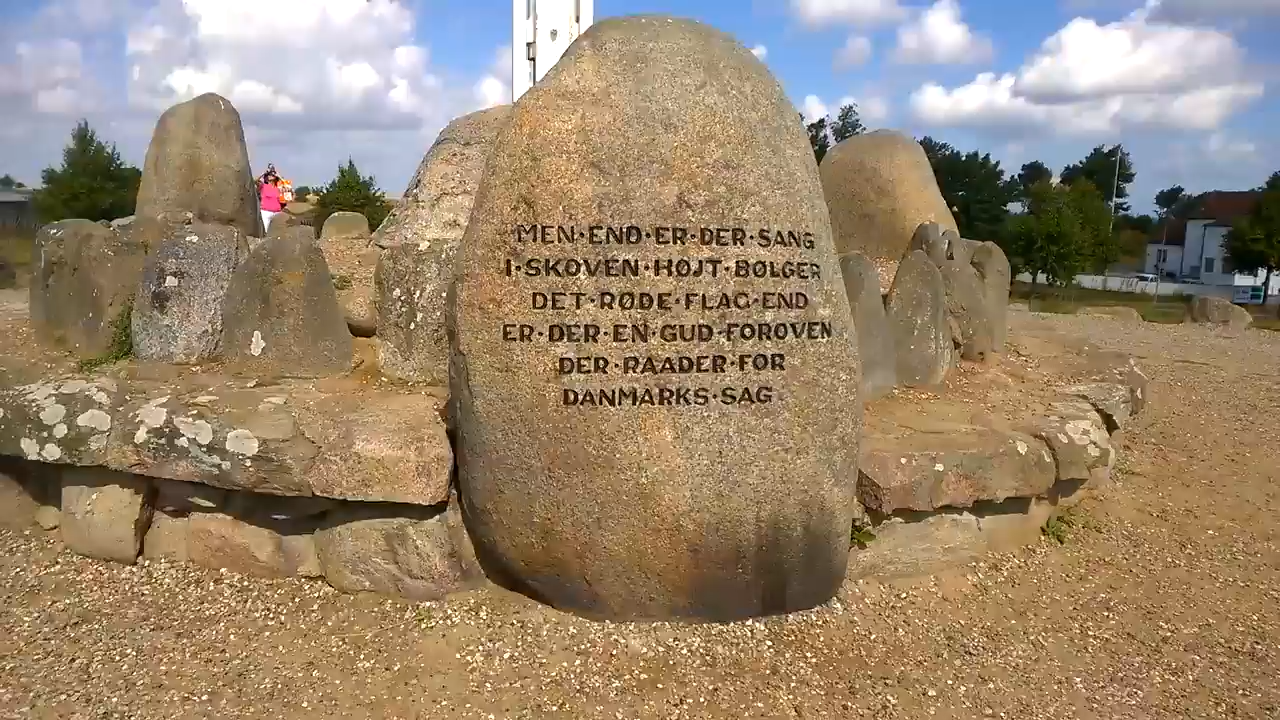 MEN·END·ER·DER·SANG
I·SKOVEN·HØJT·BØLGER
DET·RØDE·FLAG·END
ER·DER·EN·GUD·FOROVEN
DER·RAADER·FOR
DANMARKS·SAG